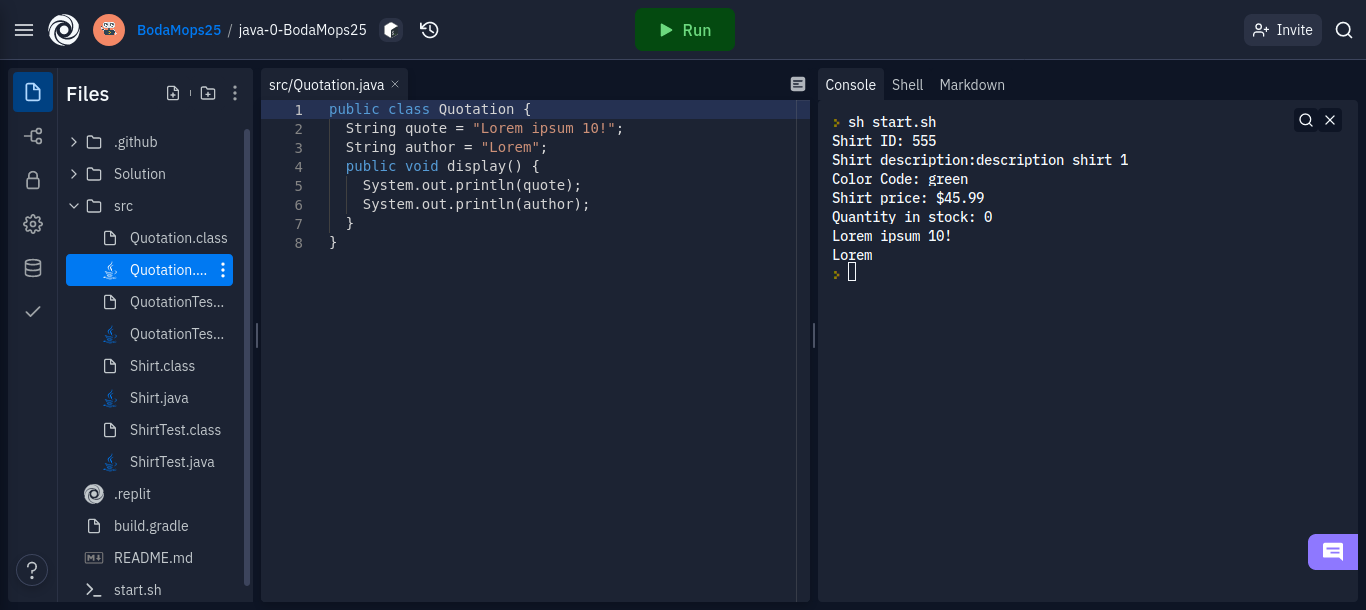 BodaMops25 / java-0-BodaMops25
Run
Invite
Files
.github
Solution
src
Quotation.class
Quotation....
QuotationTes...
QuotationTes...
Shirt.class
Shirt.java
ShirtTest.class
ShirtTest.java
.replit
build.gradle
M README.md
start.sh
?
src/Quotation.java
1 public class Quotation {
2 String quote = "Lorem ipsum 10!";
3 String author = "Lorem";
4 public void display() {
5 System.out.println(quote);
6 System.out.println(author);
7 }
8 }
Console Shell Markdown
sh start.sh
Shirt ID: 555
Shirt description:description shirt 1
Color Code: green
Shirt price: $45.99
Quantity in stock: 0
Lorem ipsum 10!
Lorem